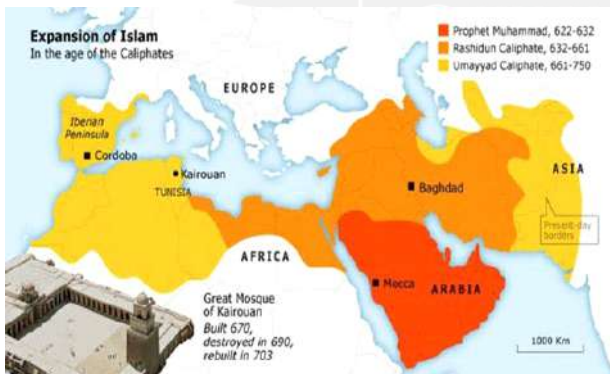 Expansion of Islam
In the age of the Caliphates
Prophet Muhammad, 622-632
Rashidun Caliphate, 632-661
Umayyad Caliphate, 661-750
EUROPE
Iberian
Peninsula
Cordoba
Kairouan
TUNISIA
Baghdad
ASIA
Present-day
borders
AFRICA
Mecca
ARABIA
Great Mosque
of Kairouan
Built 670,
destroyed in 690,
rebuilt in 703
1000 Km